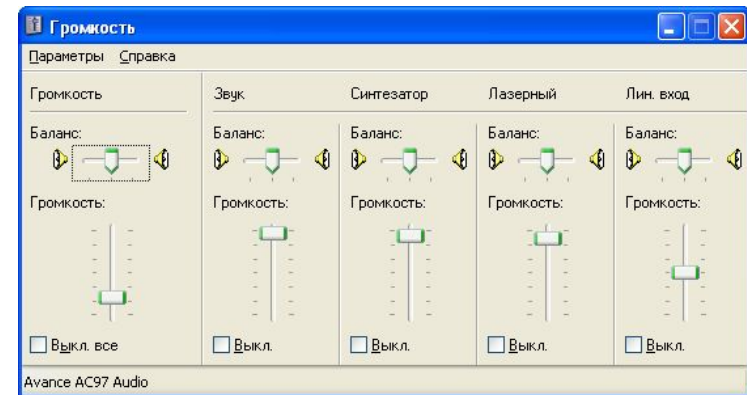 Громкость
Параметры Справка
Громкость Звук Синтезатор Лазерный Лин. вход
Баланс: Баланс: Баланс: Баланс: Баланс:
Громкость: Громкость: Громкость: Громкость: Громкость:
Выкл. все Выкл. Выкл. Выкл. Выкл.
Avance AC97 Audio